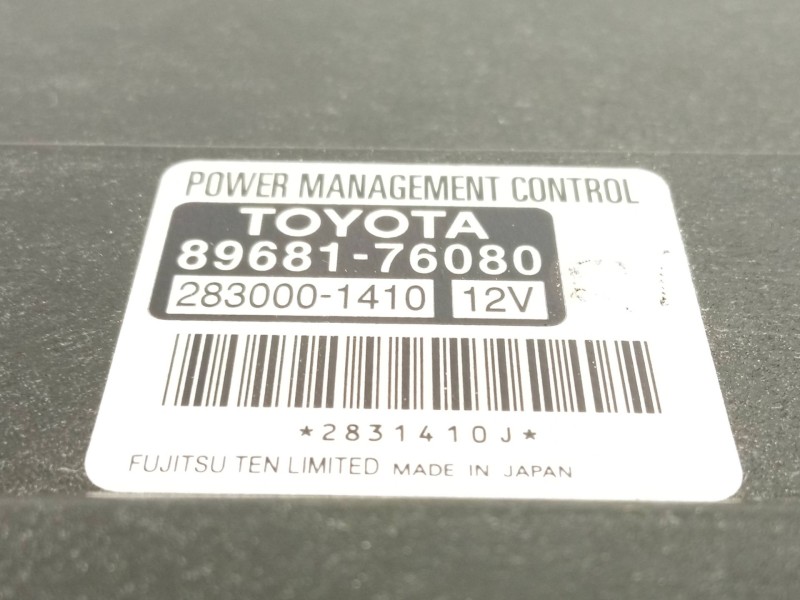 POWER MANAGEMENT CONTROL
TOYOTA
89681-76080
283000-1410 12V
*2831410J*
FUJITSU TEN LIMITED MADE IN JAPAN